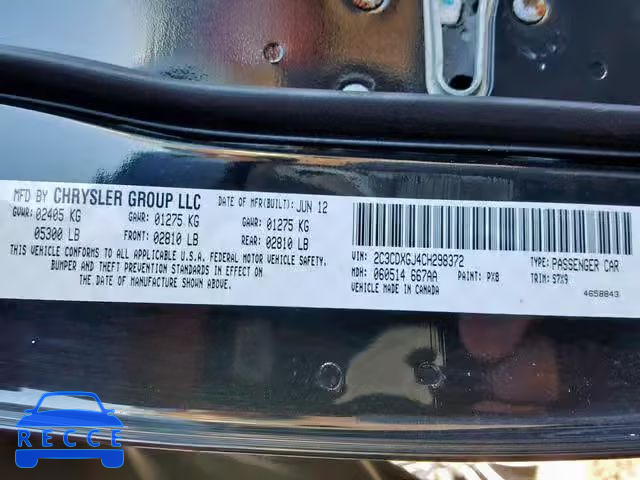 MFD BY CHRYSLER GROUP LLC DATE OF MFR(BUILT): JUN 12
GVWR: 02405 KG GAWR: 01275 KG GAWR: 01275 KG
05300 LB FRONT: 02810 LB REAR: 02810 LB
THIS VEHICLE CONFORMS TO ALL APPLICABLE U.S.A. FEDERAL MOTOR VEHICLE SAFETY,
BUMPER AND THEFT PREVENTION STANDARDS IN EFFECT ON
THE DATE OF MANUFACTURE SHOWN ABOVE.
VIN: 2C3CDXGJ4CH298372 TYPE: PASSENGER CAR
MDH: 060514 667AA PAINT: PX8 TRIM: S7X9
VEHICLE MADE IN CANADA 4658843
RECCE